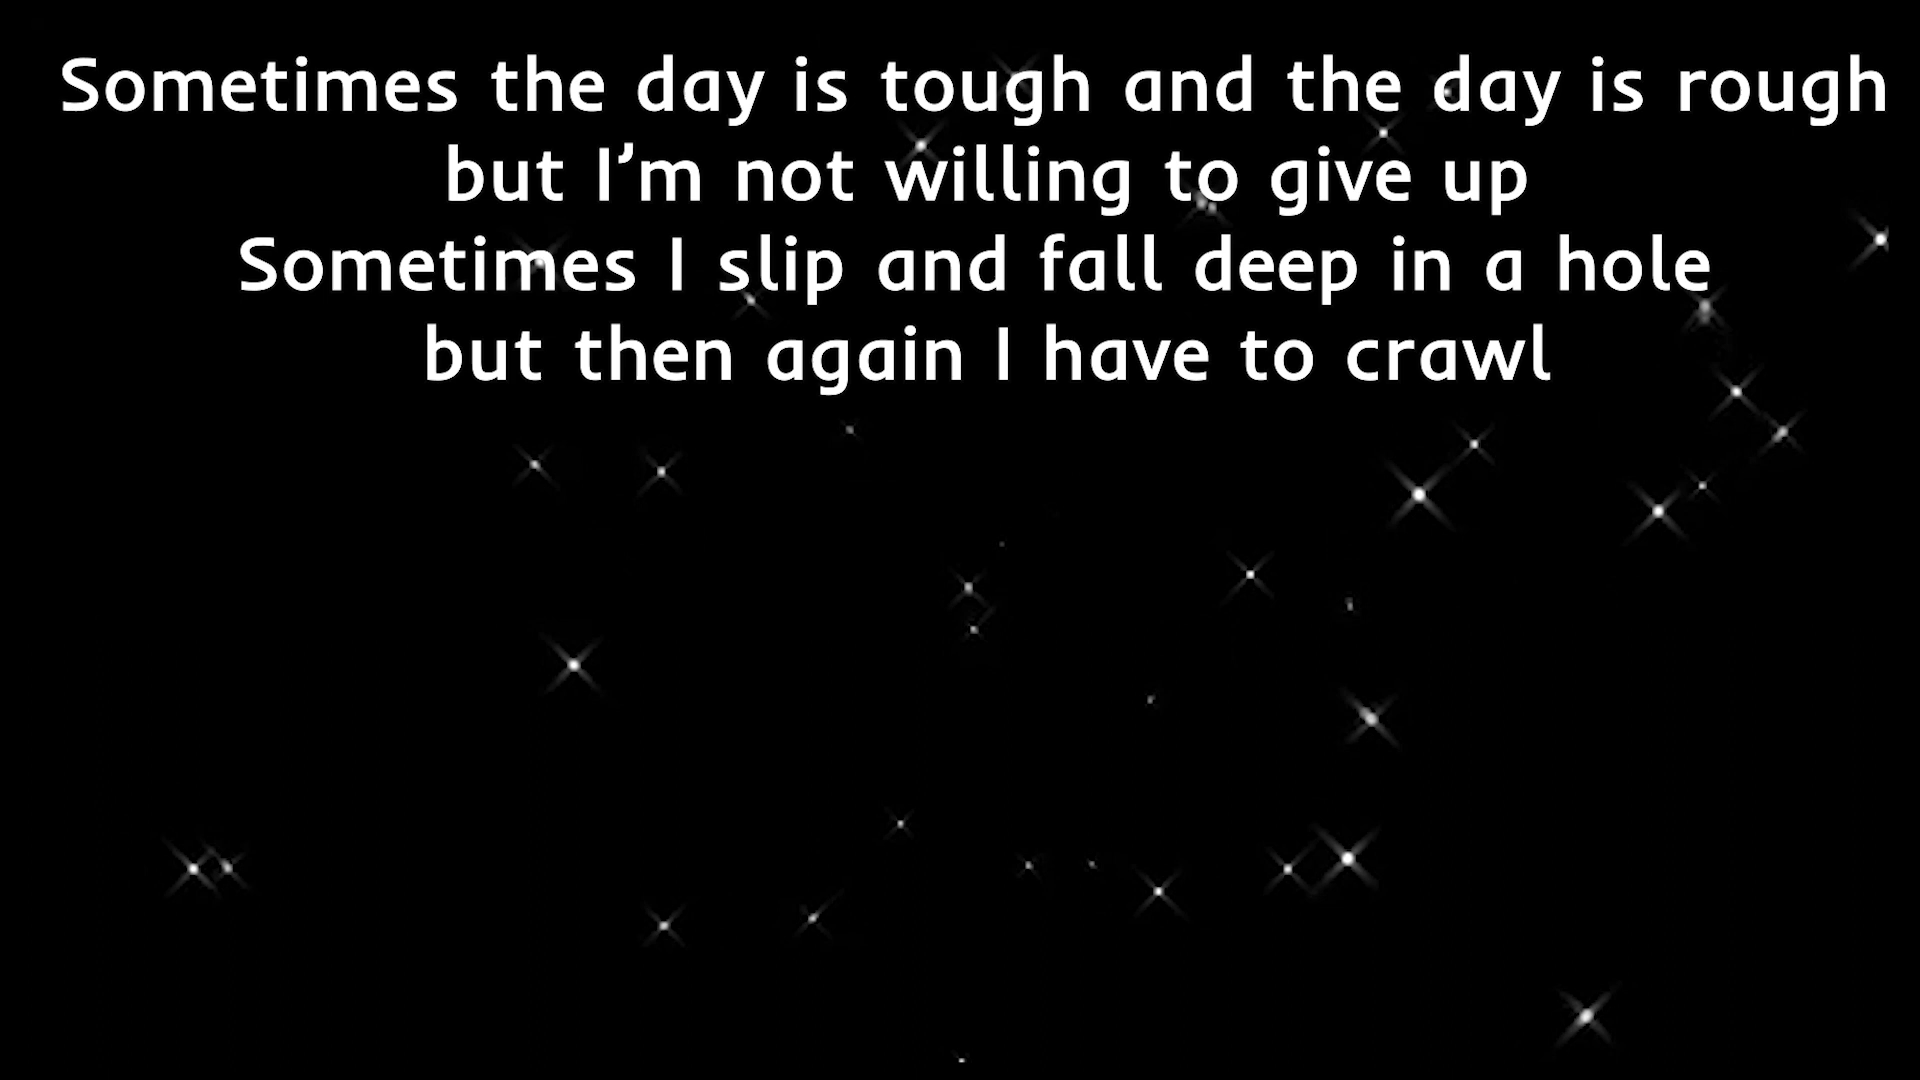 Sometimes the day is tough and the day is rough
but I’m not willing to give up
Sometimes I slip and fall deep in a hole
but then again I have to crawl